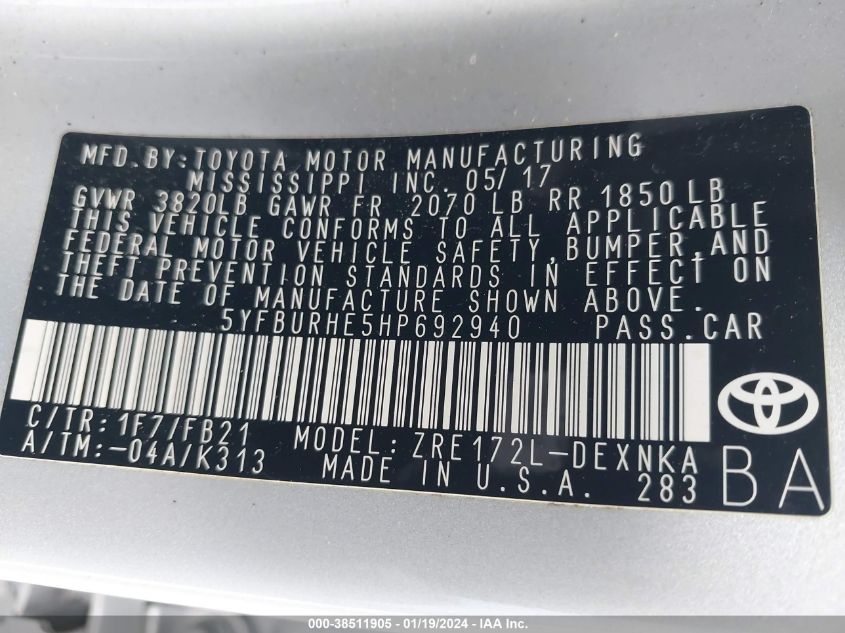 MFD.BY:TOYOTA MOTOR MANUFACTURING
MISSISSIPPI INC. 05/17
GVWR 3820LB GAWR FR 2070 LB RR 1850 LB
THIS VEHICLE CONFORMS TO ALL APPLICABLE
FEDERAL MOTOR VEHICLE SAFETY,BUMPER,AND
THEFT PREVENTION STANDARDS IN EFFECT ON
THE DATE OF MANUFACTURE SHOWN ABOVE.
5YFBURHE5HP692940 PASS.CAR
C/TR:1F7/FB21 MODEL:ZRE172L-DEXNKA
A/TM:-04A/K313 MADE IN U.S.A. 283
BA
000-38511905 - 01/19/2024 - IAA Inc.